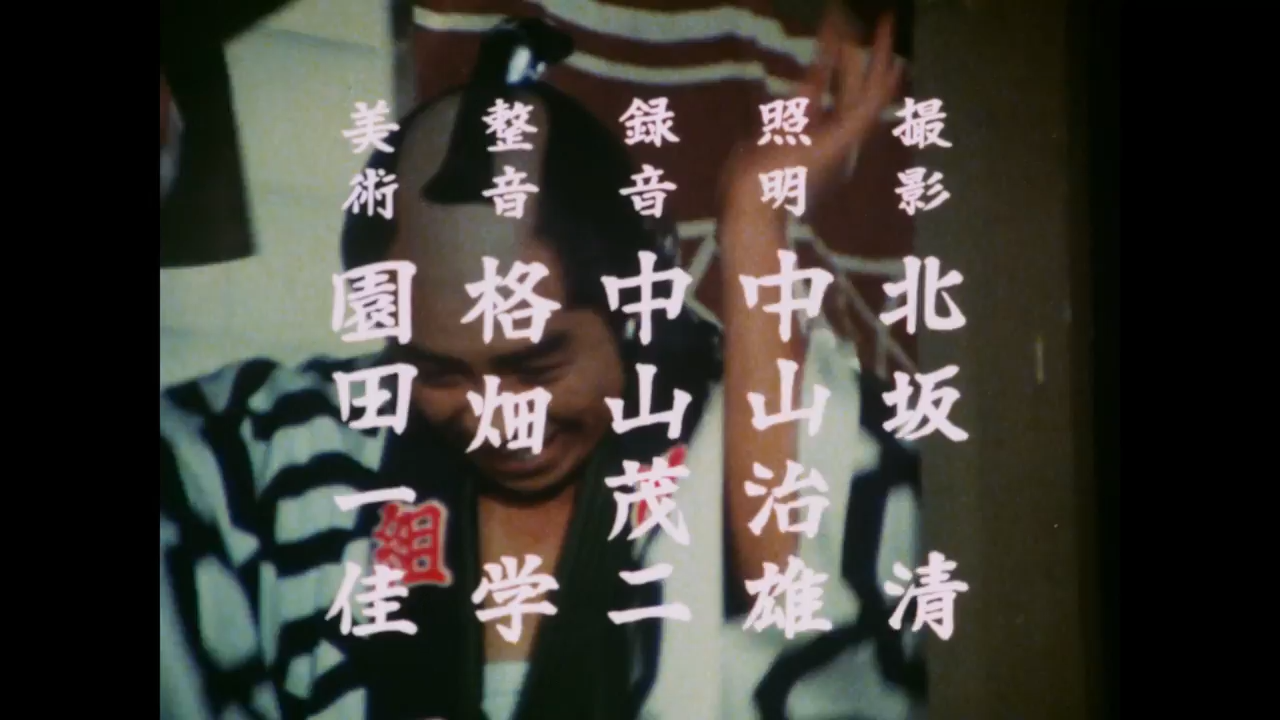 撮影 北坂 清
照明 中山治雄
録音 中山茂二
整音 格畑 学
美術 園田一佳
組